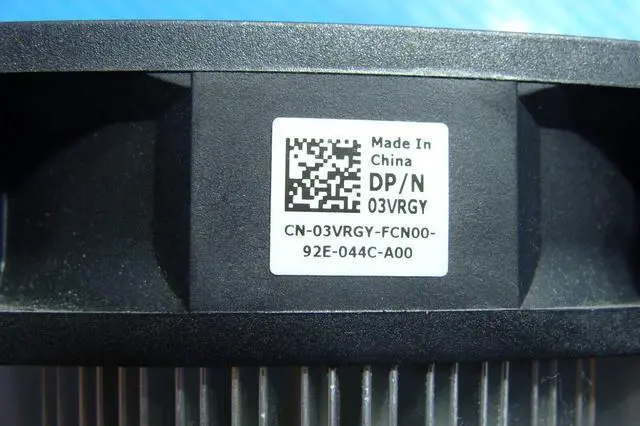 Made In
China
DP/N
03VRGY
CN-03VRGY-FCN00-
92E-044C-A00